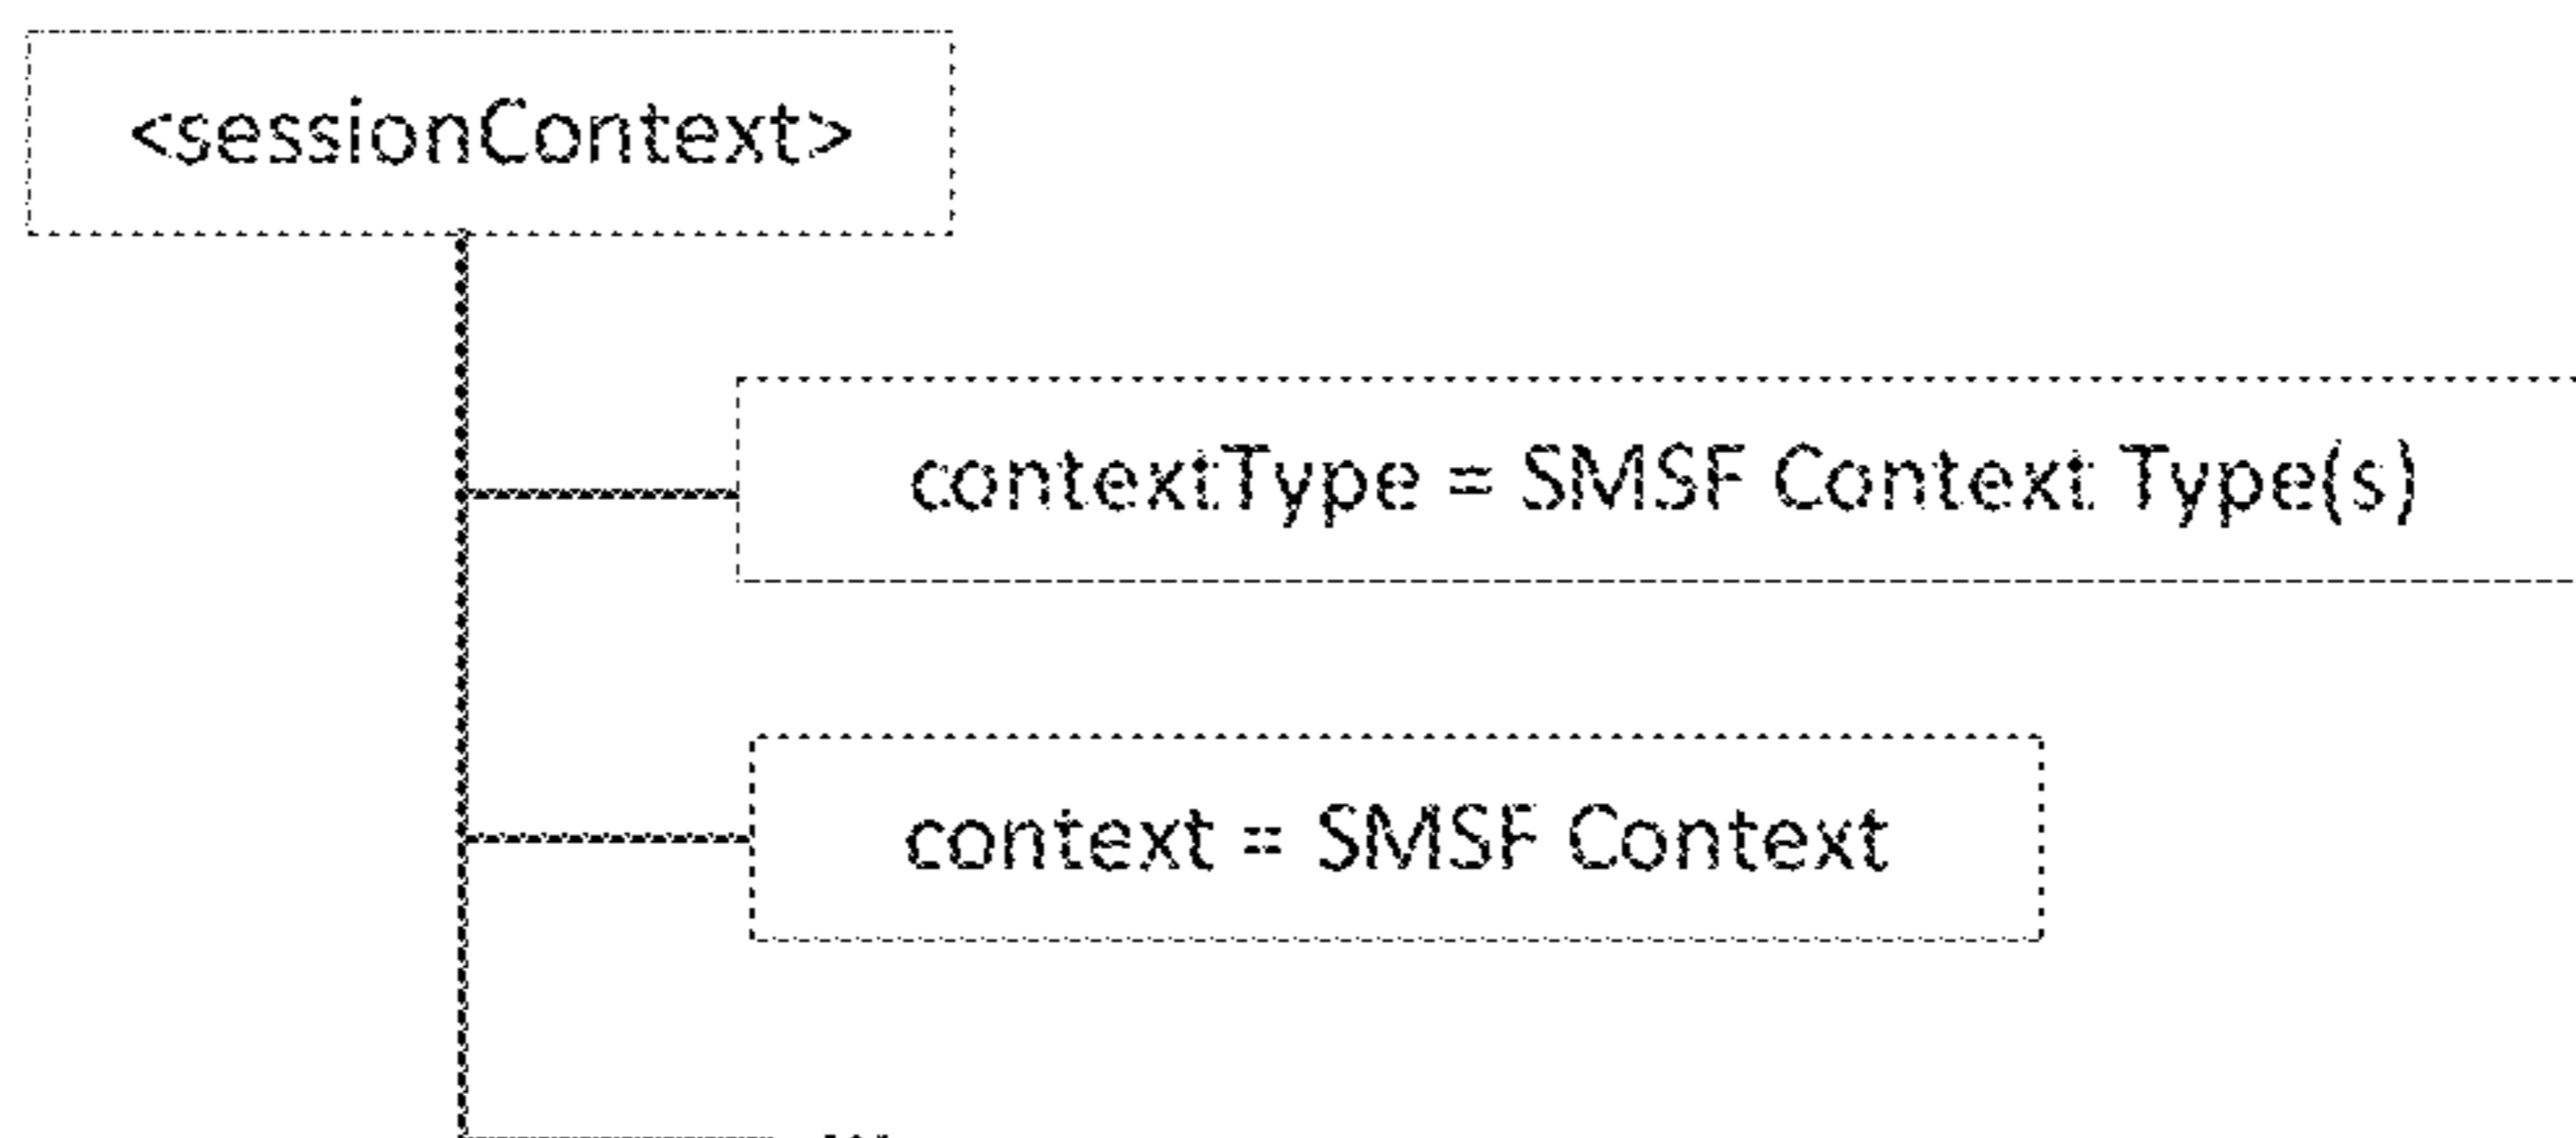 <sessionContext>
contextType = SMSF Context Type(s)
context = SMSF Context